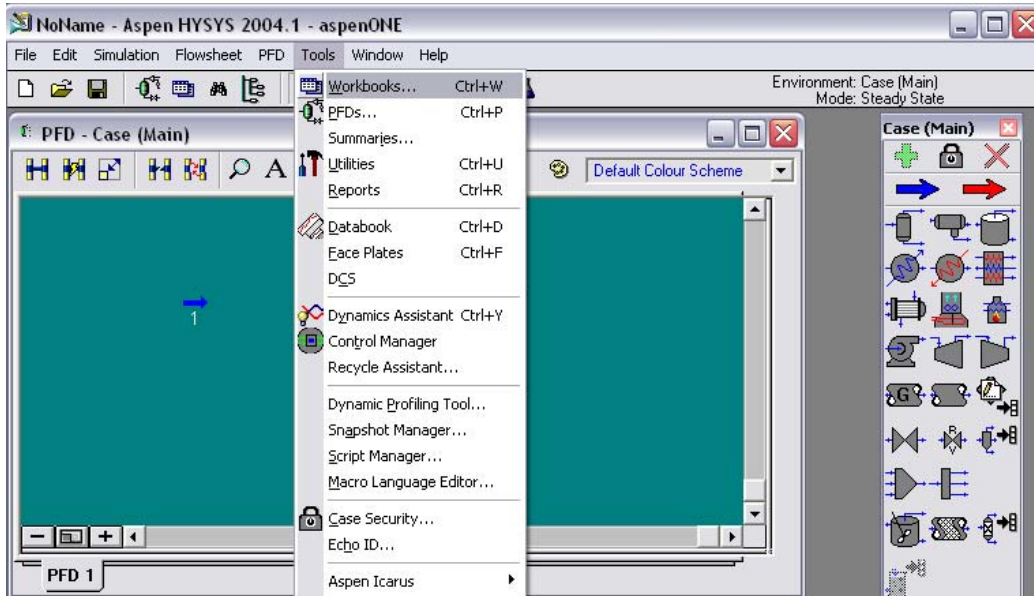 NoName - Aspen HYSYS 2004.1 - aspenONE
File Edit Simulation Flowsheet PFD Tools Window Help
Environment: Case (Main)
Mode: Steady State
PFD - Case (Main)
A
Default Colour Scheme
1
PFD 1
Workbooks... Ctrl+W
PFDs... Ctrl+P
Summaries...
Utilities Ctrl+U
Reports Ctrl+R
Databook Ctrl+D
Face Plates Ctrl+F
DCS
Dynamics Assistant Ctrl+Y
Control Manager
Recycle Assistant...
Dynamic Profiling Tool...
Snapshot Manager...
Script Manager...
Macro Language Editor...
Case Security...
Echo ID...
Aspen Icarus
Case (Main)
G
R